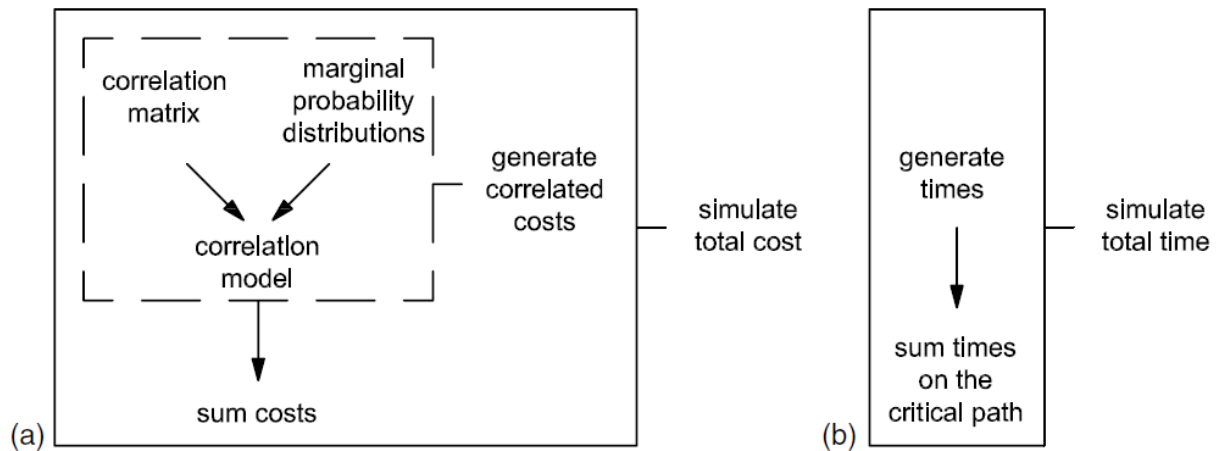 correlation
matrix
marginal
probability
distributions
correlation
model
generate
correlated
costs
sum costs
simulate
total cost
(a)
generate
times
sum times
on the
critical path
simulate
total time
(b)